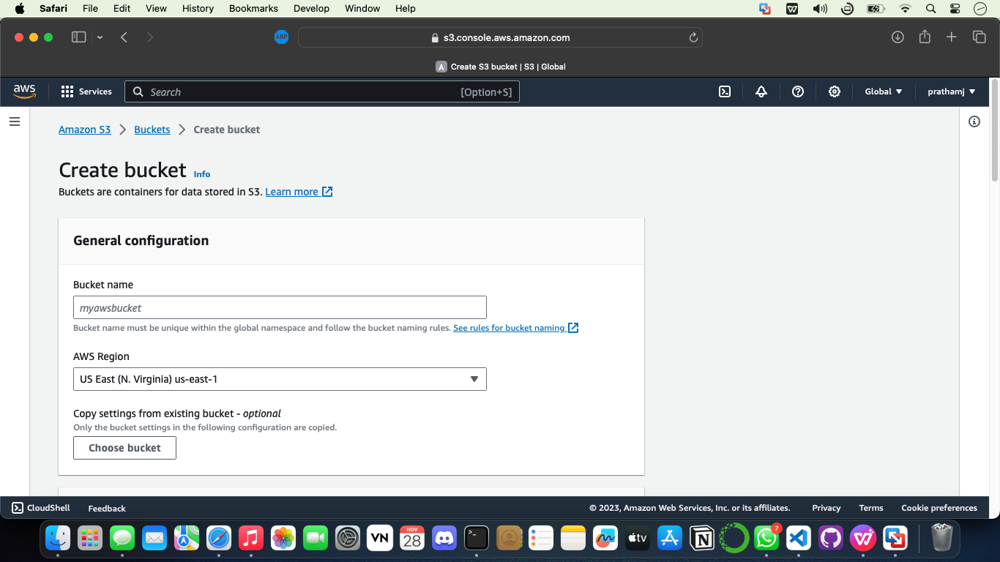 Safari File Edit View History Bookmarks Develop Window Help
ABP
s3.console.aws.amazon.com
A Create S3 bucket | S3 | Global
aws
Services
Search [Option+S]
Global
prathamj
Amazon S3 > Buckets > Create bucket
Create bucket Info
Buckets are containers for data stored in S3. Learn more
General configuration
Bucket name
myawsbucket
Bucket name must be unique within the global namespace and follow the bucket naming rules. See rules for bucket naming
AWS Region
US East (N. Virginia) us-east-1
Copy settings from existing bucket - optional
Only the bucket settings in the following configuration are copied.
Choose bucket
CloudShell Feedback © 2023, Amazon Web Services, Inc. or its affiliates. Privacy Terms Cookie preferences
VN
NOV
28
tv
7